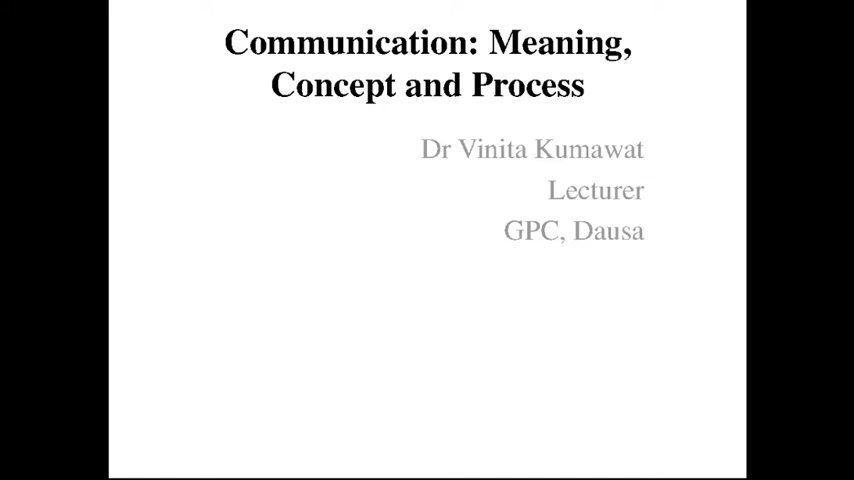 Communication: Meaning,
Concept and Process
Dr Vinita Kumawat
Lecturer
GPC, Dausa